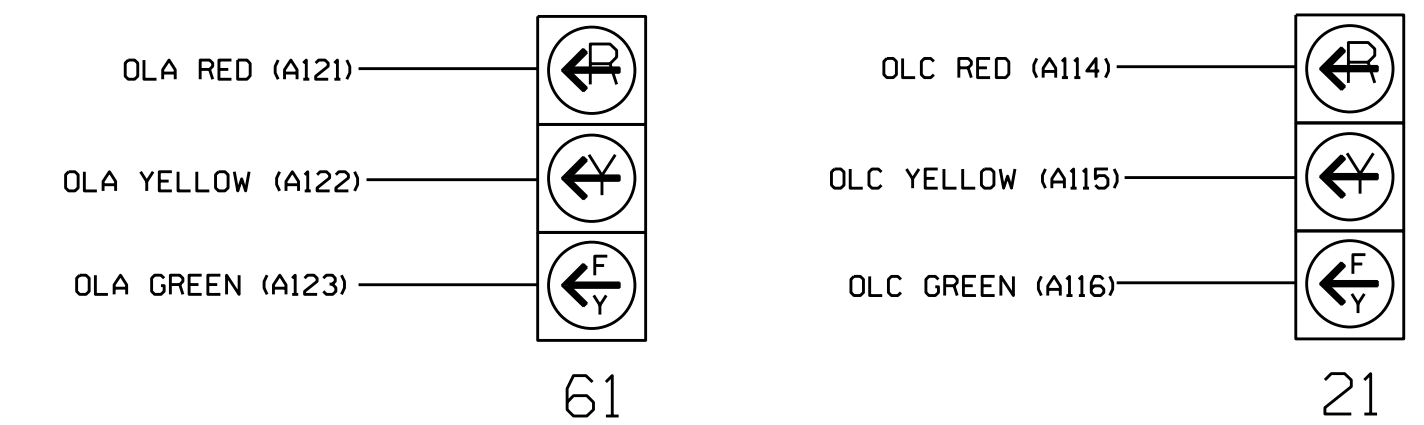 OLA RED (A121)
R
OLA YELLOW (A122)
Y
OLA GREEN (A123)
F
Y
61
OLC RED (A114)
R
OLC YELLOW (A115)
Y
OLC GREEN (A116)
F
Y
21